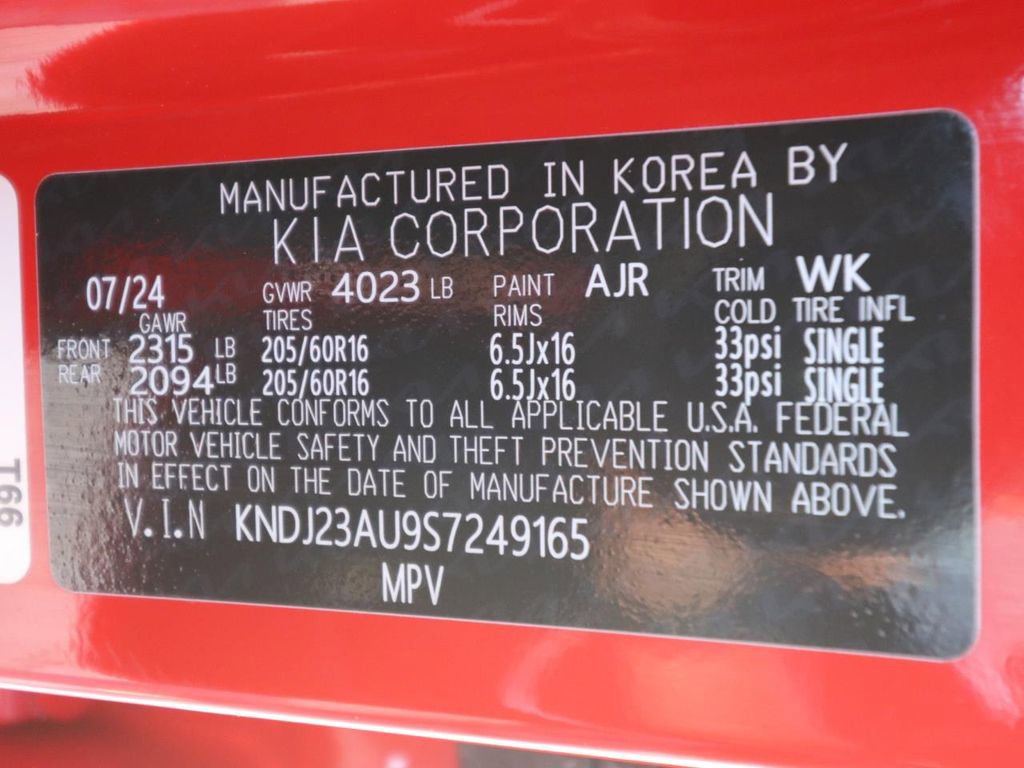 MANUFACTURED IN KOREA BY
KIA CORPORATION
07/24 GVWR 4023 LB PAINT AJR TRIM WK
GAWR TIRES RIMS COLD TIRE INFL
FRONT 2315 LB 205/60R16 6.5Jx16 33psi SINGLE
REAR 2094 LB 205/60R16 6.5Jx16 33psi SINGLE
THIS VEHICLE CONFORMS TO ALL APPLICABLE U.S.A. FEDERAL
MOTOR VEHICLE SAFETY AND THEFT PREVENTION STANDARDS
IN EFFECT ON THE DATE OF MANUFACTURE SHOWN ABOVE.
V.I.N KNDJ23AU9S7249165
MPV
T66